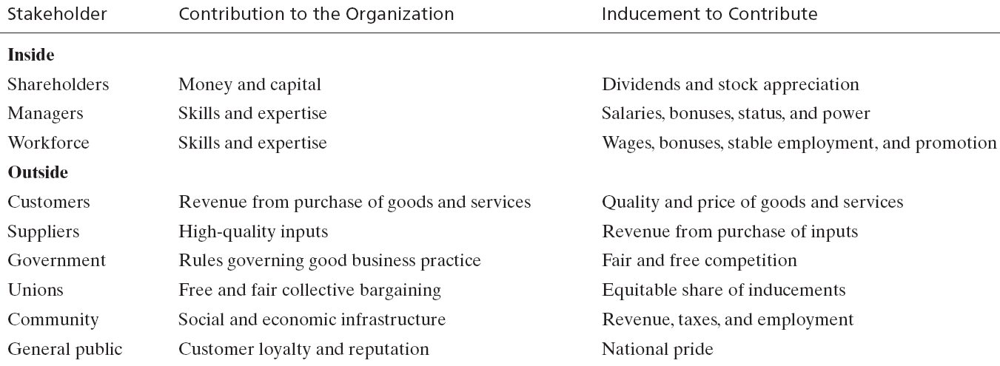 Stakeholder Contribution to the Organization Inducement to Contribute
Inside
Shareholders Money and capital Dividends and stock appreciation
Managers Skills and expertise Salaries, bonuses, status, and power
Workforce Skills and expertise Wages, bonuses, stable employment, and promotion
Outside
Customers Revenue from purchase of goods and services Quality and price of goods and services
Suppliers High-quality inputs Revenue from purchase of inputs
Government Rules governing good business practice Fair and free competition
Unions Free and fair collective bargaining Equitable share of inducements
Community Social and economic infrastructure Revenue, taxes, and employment
General public Customer loyalty and reputation National pride